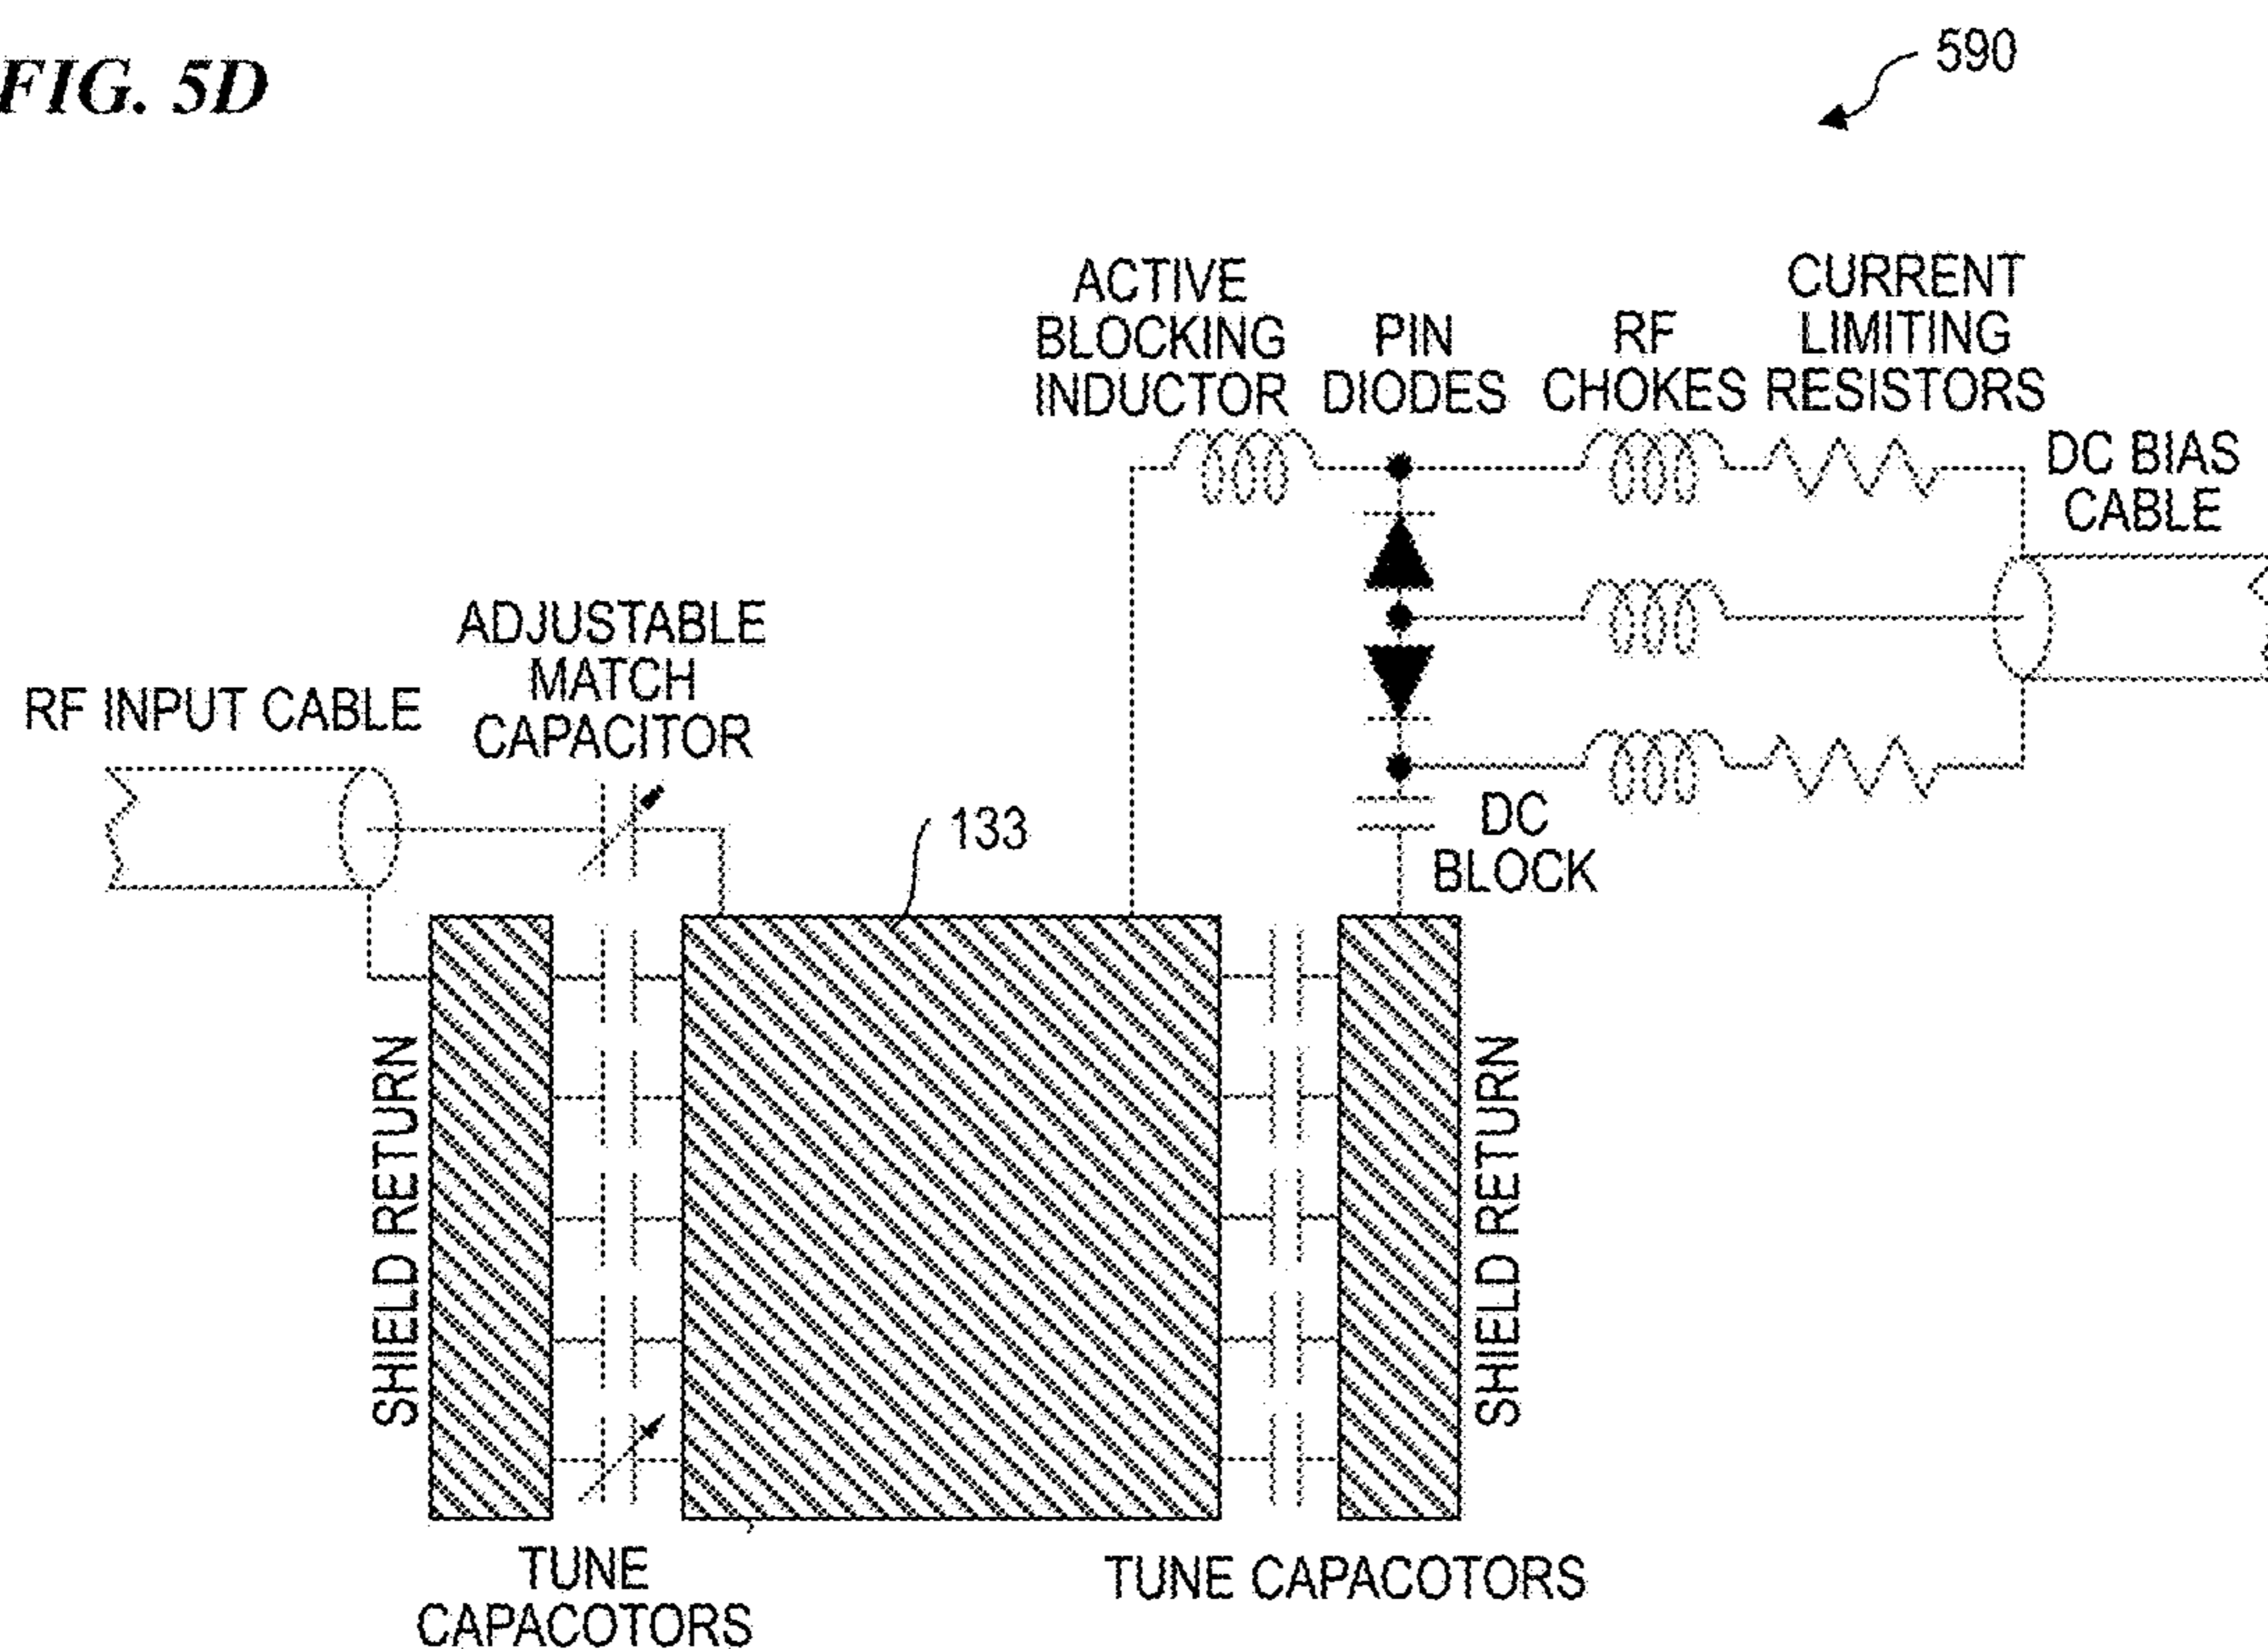 FIG. 5D
590
ACTIVE
BLOCKING
INDUCTOR
PIN
DIODES
RF
CHOKES
CURRENT
LIMITING
RESISTORS
DC BIAS
CABLE
ADJUSTABLE
MATCH
CAPACITOR
RF INPUT CABLE
133
DC
BLOCK
SHIELD RETURN
SHIELD RETURN
TUNE
CAPACOTORS
TUNE CAPACOTORS